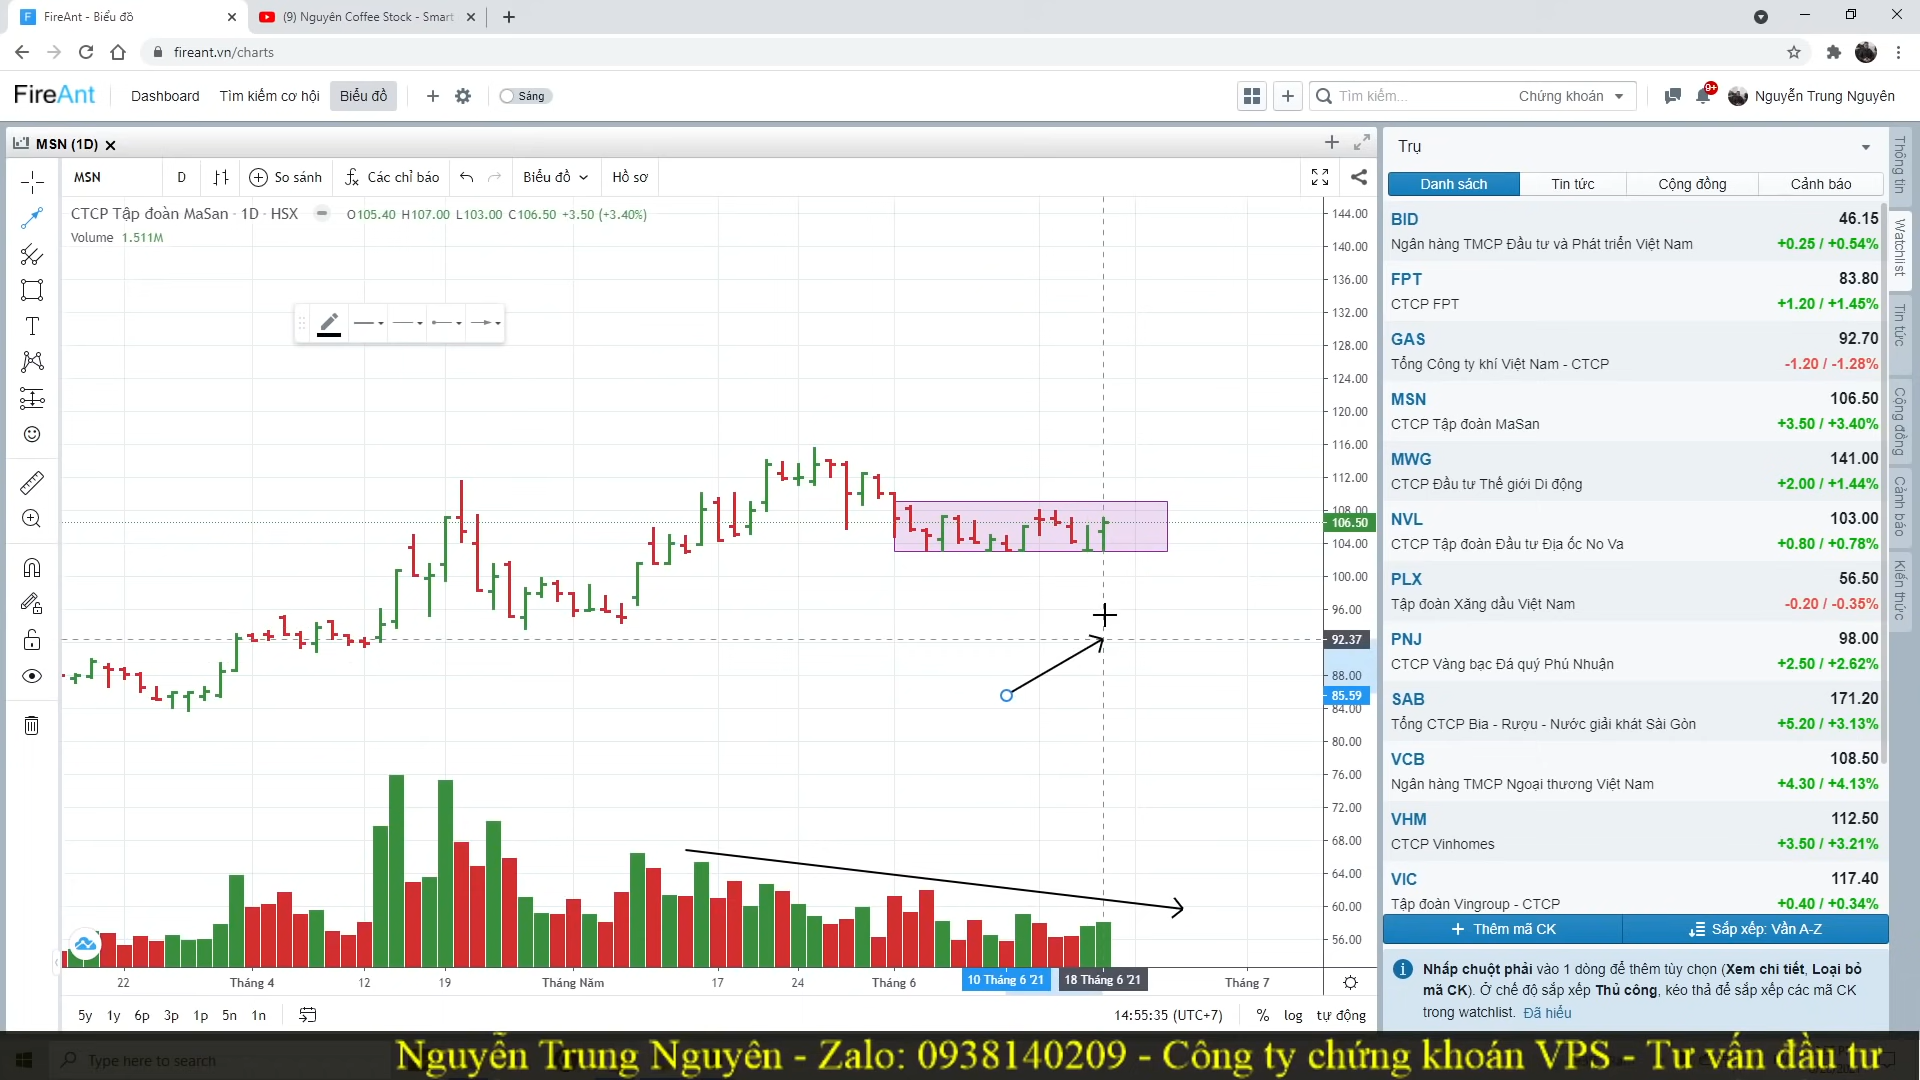 FireAnt - Biểu đồ
(9) Nguyên Coffee Stock - Smart
fireant.vn/charts
FireAnt
Dashboard
Tìm kiếm cơ hội
Biểu đồ
Sáng
Tìm kiếm...
Chứng khoán
9+
Nguyễn Trung Nguyên
MSN (1D)
MSN
D
So sánh
Các chỉ báo
Biểu đồ
Hồ sơ
CTCP Tập đoàn MaSan · 1D · HSX
O105.40 H107.00 L103.00 C106.50 +3.50 (+3.40%)
Volume 1.511M
144.00
140.00
136.00
132.00
128.00
124.00
120.00
116.00
112.00
108.00
106.50
104.00
100.00
96.00
92.37
88.00
85.59
84.00
80.00
76.00
72.00
68.00
64.00
60.00
56.00
22
Tháng 4
12
19
Tháng Năm
17
24
Tháng 6
10 Tháng 6 '21
18 Tháng 6 '21
Tháng 7
5y 1y 6p 3p 1p 5n 1n
14:55:35 (UTC+7)
% log tự động
Trụ
Danh sách
Tin tức
Cộng đồng
Cảnh báo
BID 46.15
Ngân hàng TMCP Đầu tư và Phát triển Việt Nam +0.25 / +0.54%
FPT 83.80
CTCP FPT +1.20 / +1.45%
GAS 92.70
Tổng Công ty khí Việt Nam - CTCP -1.20 / -1.28%
MSN 106.50
CTCP Tập đoàn MaSan +3.50 / +3.40%
MWG 141.00
CTCP Đầu tư Thế giới Di động +2.00 / +1.44%
NVL 103.00
CTCP Tập đoàn Đầu tư Địa ốc No Va +0.80 / +0.78%
PLX 56.50
Tập đoàn Xăng dầu Việt Nam -0.20 / -0.35%
PNJ 98.00
CTCP Vàng bạc Đá quý Phú Nhuận +2.50 / +2.62%
SAB 171.20
Tổng CTCP Bia - Rượu - Nước giải khát Sài Gòn +5.20 / +3.13%
VCB 108.50
Ngân hàng TMCP Ngoại thương Việt Nam +4.30 / +4.13%
VHM 112.50
CTCP Vinhomes +3.50 / +3.21%
VIC 117.40
Tập đoàn Vingroup - CTCP +0.40 / +0.34%
Thêm mã CK
Sắp xếp: Vần A-Z
Nhấp chuột phải vào 1 dòng để thêm tùy chọn (Xem chi tiết, Loại bỏ
mã CK). Ở chế độ sắp xếp Thủ công, kéo thả để sắp xếp các mã CK
trong watchlist. Đã hiểu
Thông tin
Watchlist
Tin tức
Cộng đồng
Cảnh báo
Kiến thức
Type here to search
Nguyễn Trung Nguyên - Zalo: 0938140209 - Công ty chứng khoán VPS - Tư vấn đầu tư